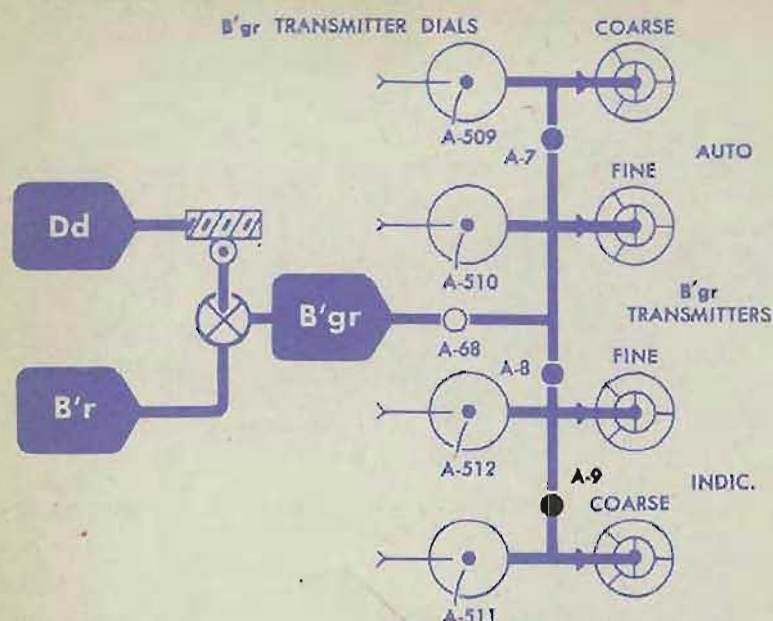 B'gr TRANSMITTER DIALS
COARSE
A-509
A-7
AUTO
FINE
Dd
A-510
B'gr
TRANSMITTERS
B'gr
A-68
FINE
A-8
B'r
A-512
A-9
INDIC.
COARSE
A-511